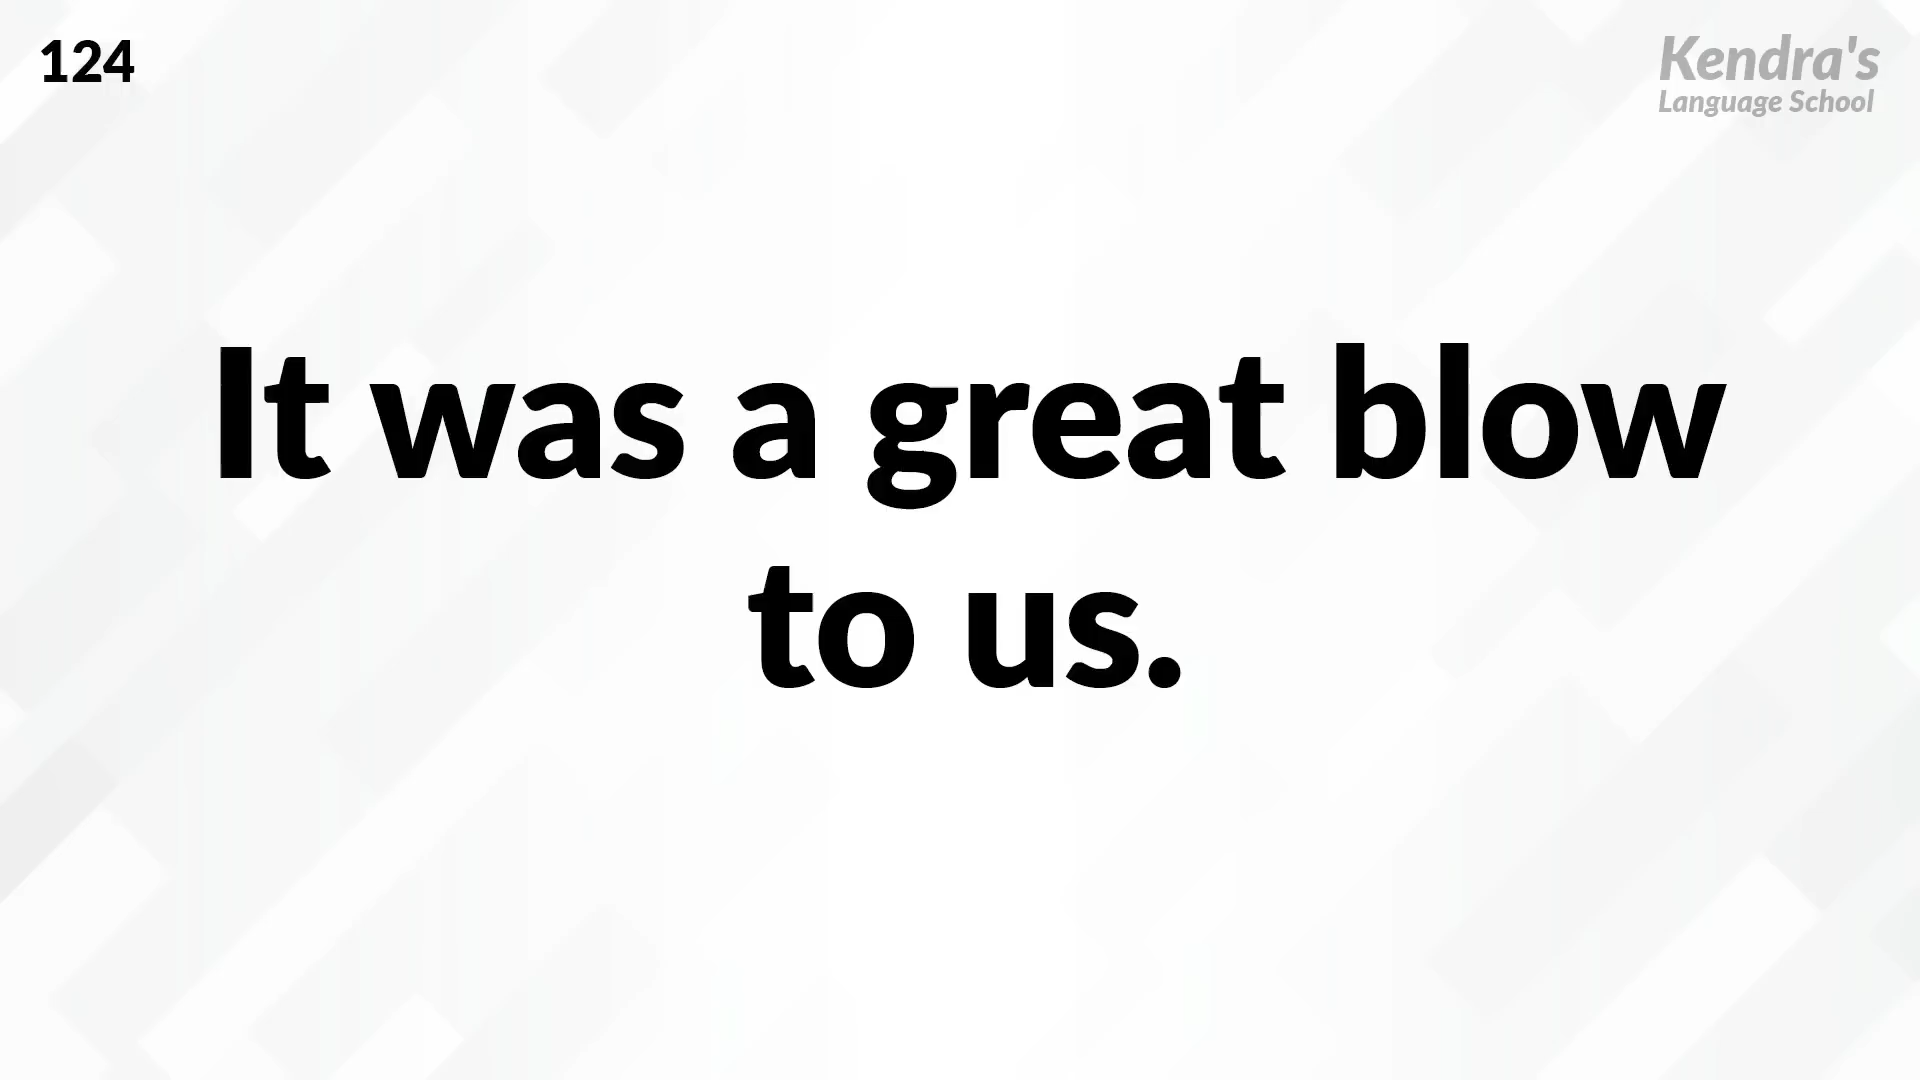 124
Kendra's
Language School
It was a great blow
to us.